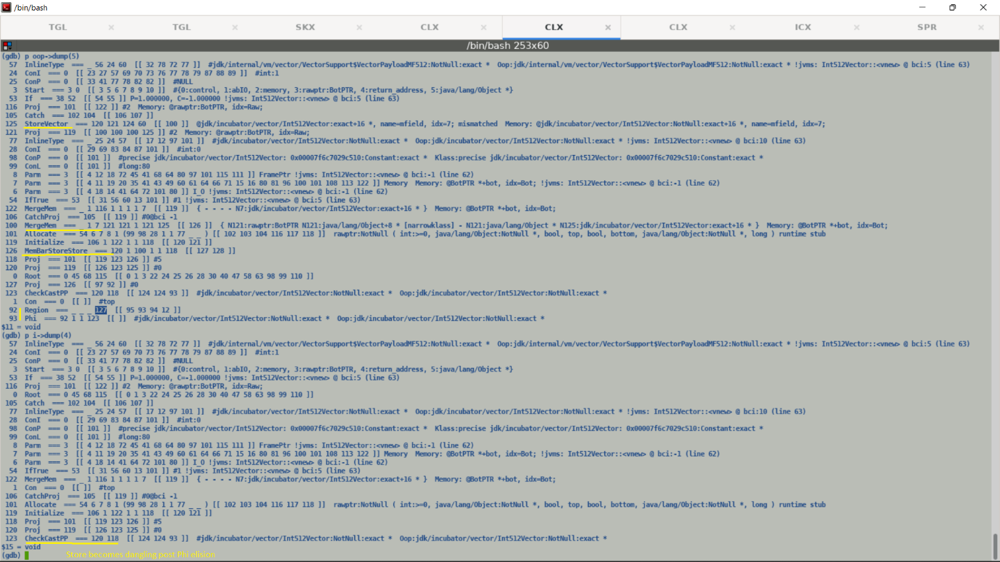 /bin/bash
TGL TGL SKX CLX CLX CLX ICX SPR
/bin/bash 253x60
(gdb) p oop->dump(5)
57 InlineType === _ 56 24 60 [[ 32 78 72 77 ]] #jdk/internal/vm/vector/VectorSupport$VectorPayloadMF512:NotNull:exact * Oop:jdk/internal/vm/vector/VectorSupport$VectorPayloadMF512:NotNull:exact * !jvms: Int512Vector::<vnew> @ bci:5 (line 63)
24 ConI === 0 [[ 23 27 57 69 70 73 76 77 78 79 87 88 89 ]] #int:1
25 ConP === 0 [[ 33 41 77 78 82 82 ]] #NULL
3 Start === 3 0 [[ 3 5 6 7 8 9 10 ]] #{0:control, 1:abIO, 2:memory, 3:rawptr:BotPTR, 4:return_address, 5:java/lang/Object *}
53 If === 38 52 [[ 54 55 ]] P=1.000000, C=-1.000000 !jvms: Int512Vector::<vnew> @ bci:5 (line 63)
116 Proj === 101 [[ 122 ]] #2 Memory: @rawptr:BotPTR, idx=Raw;
105 Catch === 102 104 [[ 106 107 ]]
125 StoreVector === 120 121 124 60 [[ 100 ]] @jdk/incubator/vector/Int512Vector:exact+16 *, name=mfield, idx=7; mismatched Memory: @jdk/incubator/vector/Int512Vector:NotNull:exact+16 *, name=mfield, idx=7;
121 Proj === 119 [[ 100 100 100 125 ]] #2 Memory: @rawptr:BotPTR, idx=Raw;
77 InlineType === _ 25 24 57 [[ 17 12 97 101 ]] #jdk/incubator/vector/Int512Vector:NotNull:exact * Oop:jdk/incubator/vector/Int512Vector:NotNull:exact * !jvms: Int512Vector::<vnew> @ bci:10 (line 63)
28 ConI === 0 [[ 29 69 83 84 87 101 ]] #int:0
98 ConP === 0 [[ 101 ]] #precise jdk/incubator/vector/Int512Vector: 0x00007f6c7029c510:Constant:exact * Klass:precise jdk/incubator/vector/Int512Vector: 0x00007f6c7029c510:Constant:exact *
99 ConL === 0 [[ 101 ]] #long:80
8 Parm === 3 [[ 4 12 18 72 45 41 68 64 80 97 101 115 111 ]] FramePtr !jvms: Int512Vector::<vnew> @ bci:-1 (line 62)
7 Parm === 3 [[ 4 11 19 20 35 41 43 49 60 61 64 66 71 15 16 80 81 96 100 101 108 113 122 ]] Memory Memory: @BotPTR *+bot, idx=Bot; !jvms: Int512Vector::<vnew> @ bci:-1 (line 62)
6 Parm === 3 [[ 4 18 14 41 64 72 101 80 ]] I_O !jvms: Int512Vector::<vnew> @ bci:-1 (line 62)
54 IfTrue === 53 [[ 31 56 60 13 101 ]] #1 !jvms: Int512Vector::<vnew> @ bci:5 (line 63)
122 MergeMem === _ 1 116 1 1 1 1 7 [[ 119 ]] { - - - - N7:jdk/incubator/vector/Int512Vector:exact+16 * } Memory: @BotPTR *+bot, idx=Bot;
106 CatchProj === 105 [[ 119 ]] #0@bci -1
100 MergeMem === _ 1 7 121 121 1 121 125 [[ 126 ]] { N121:rawptr:BotPTR N121:java/lang/Object+8 * [narrowklass] - N121:java/lang/Object * N125:jdk/incubator/vector/Int512Vector:exact+16 * } Memory: @BotPTR *+bot, idx=Bot;
101 Allocate === 54 6 7 8 1 (99 98 28 1 1 77 _ _ ) [[ 102 103 104 116 117 118 ]] rawptr:NotNull ( int:>=0, java/lang/Object:NotNull *, bool, top, bool, bottom, java/lang/Object:NotNull *, long ) runtime stub
119 Initialize === 106 1 122 1 1 118 [[ 120 121 ]]
126 MemBarStoreStore === 120 1 100 1 1 118 [[ 127 128 ]]
118 Proj === 101 [[ 119 123 126 ]] #5
120 Proj === 119 [[ 126 123 125 ]] #0
0 Root === 0 45 68 115 [[ 0 1 3 22 24 25 26 28 30 40 47 58 63 98 99 110 ]]
127 Proj === 126 [[ 97 92 ]] #0
123 CheckCastPP === 120 118 [[ 124 124 93 ]] #jdk/incubator/vector/Int512Vector:NotNull:exact * Oop:jdk/incubator/vector/Int512Vector:NotNull:exact *
1 Con === 0 [[ ]] #top
92 Region === _ _ _ 127 [[ 95 93 94 12 ]]
93 Phi === 92 1 1 123 [[ ]] #jdk/incubator/vector/Int512Vector:NotNull:exact * Oop:jdk/incubator/vector/Int512Vector:NotNull:exact *
$11 = void
(gdb) p i->dump(4)
57 InlineType === _ 56 24 60 [[ 32 78 72 77 ]] #jdk/internal/vm/vector/VectorSupport$VectorPayloadMF512:NotNull:exact * Oop:jdk/internal/vm/vector/VectorSupport$VectorPayloadMF512:NotNull:exact * !jvms: Int512Vector::<vnew> @ bci:5 (line 63)
24 ConI === 0 [[ 23 27 57 69 70 73 76 77 78 79 87 88 89 ]] #int:1
25 ConP === 0 [[ 33 41 77 78 82 82 ]] #NULL
3 Start === 3 0 [[ 3 5 6 7 8 9 10 ]] #{0:control, 1:abIO, 2:memory, 3:rawptr:BotPTR, 4:return_address, 5:java/lang/Object *}
53 If === 38 52 [[ 54 55 ]] P=1.000000, C=-1.000000 !jvms: Int512Vector::<vnew> @ bci:5 (line 63)
116 Proj === 101 [[ 122 ]] #2 Memory: @rawptr:BotPTR, idx=Raw;
0 Root === 0 45 68 115 [[ 0 1 3 22 24 25 26 28 30 40 47 58 63 98 99 110 ]]
105 Catch === 102 104 [[ 106 107 ]]
77 InlineType === _ 25 24 57 [[ 17 12 97 101 ]] #jdk/incubator/vector/Int512Vector:NotNull:exact * Oop:jdk/incubator/vector/Int512Vector:NotNull:exact * !jvms: Int512Vector::<vnew> @ bci:10 (line 63)
28 ConI === 0 [[ 29 69 83 84 87 101 ]] #int:0
98 ConP === 0 [[ 101 ]] #precise jdk/incubator/vector/Int512Vector: 0x00007f6c7029c510:Constant:exact * Klass:precise jdk/incubator/vector/Int512Vector: 0x00007f6c7029c510:Constant:exact *
99 ConL === 0 [[ 101 ]] #long:80
8 Parm === 3 [[ 4 12 18 72 45 41 68 64 80 97 101 115 111 ]] FramePtr !jvms: Int512Vector::<vnew> @ bci:-1 (line 62)
7 Parm === 3 [[ 4 11 19 20 35 41 43 49 60 61 64 66 71 15 16 80 81 96 100 101 108 113 122 ]] Memory Memory: @BotPTR *+bot, idx=Bot; !jvms: Int512Vector::<vnew> @ bci:-1 (line 62)
6 Parm === 3 [[ 4 18 14 41 64 72 101 80 ]] I_O !jvms: Int512Vector::<vnew> @ bci:-1 (line 62)
54 IfTrue === 53 [[ 31 56 60 13 101 ]] #1 !jvms: Int512Vector::<vnew> @ bci:5 (line 63)
122 MergeMem === _ 1 116 1 1 1 1 7 [[ 119 ]] { - - - - N7:jdk/incubator/vector/Int512Vector:exact+16 * } Memory: @BotPTR *+bot, idx=Bot;
1 Con === 0 [[ ]] #top
106 CatchProj === 105 [[ 119 ]] #0@bci -1
101 Allocate === 54 6 7 8 1 (99 98 28 1 1 77 _ _ ) [[ 102 103 104 116 117 118 ]] rawptr:NotNull ( int:>=0, java/lang/Object:NotNull *, bool, top, bool, bottom, java/lang/Object:NotNull *, long ) runtime stub
119 Initialize === 106 1 122 1 1 118 [[ 120 121 ]]
118 Proj === 101 [[ 119 123 126 ]] #5
120 Proj === 119 [[ 126 123 125 ]] #0
123 CheckCastPP === 120 118 [[ 124 124 93 ]] #jdk/incubator/vector/Int512Vector:NotNull:exact * Oop:jdk/incubator/vector/Int512Vector:NotNull:exact *
$15 = void
(gdb)
Store becomes dangling post Phi elision